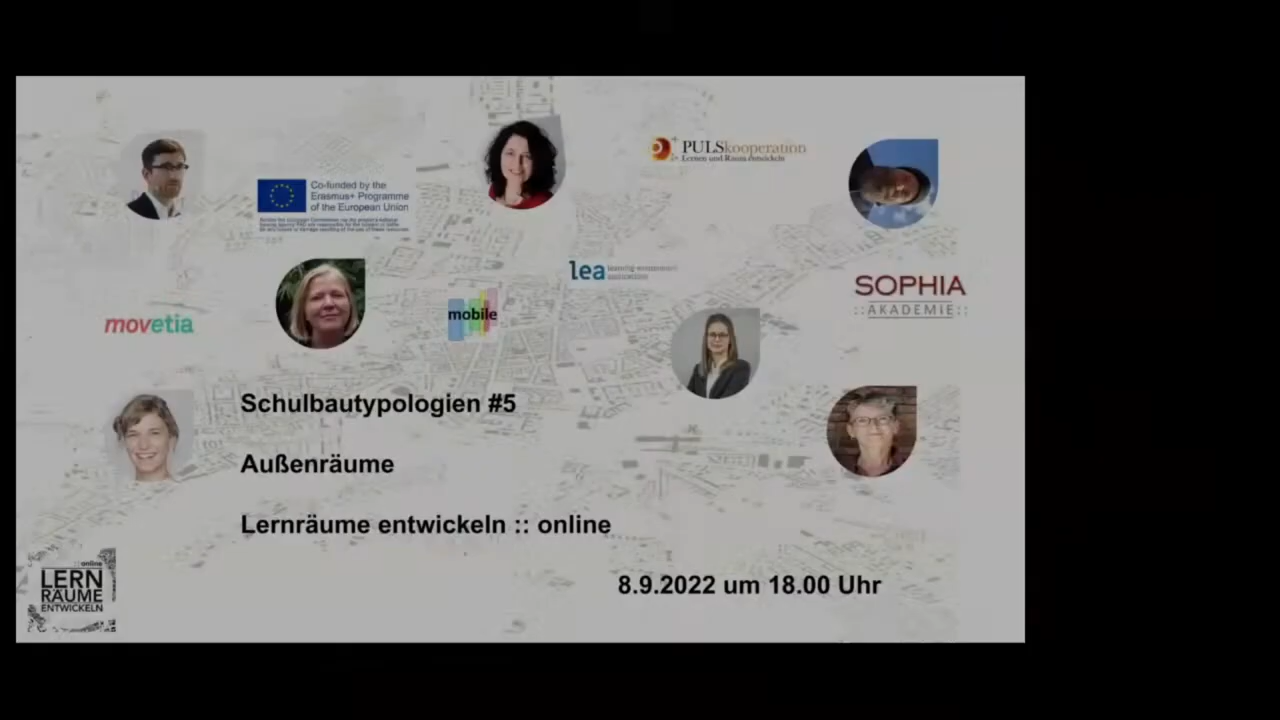 PULSkooperation
Lernen und Raum entwickeln
Co-funded by the
Erasmus+ Programme
of the European Union
lea
SOPHIA
::AKADEMIE::
movetia
mobile
Schulbautypologien #5
Außenräume
Lernräume entwickeln :: online
8.9.2022 um 18.00 Uhr
::online
LERN
RÄUME
ENTWICKELN